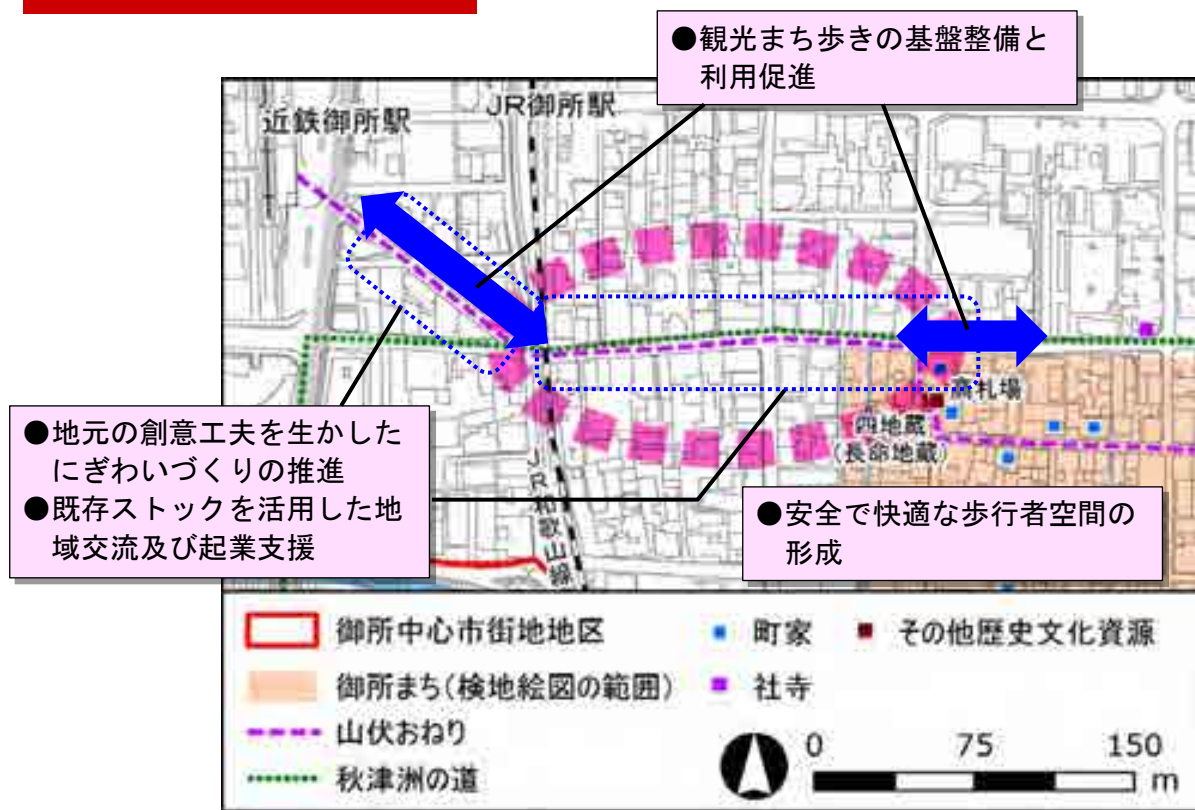 ●観光まち歩きの基盤整備と
利用促進
近鉄御所駅
JR御所駅
高札場
四地蔵
(長命地蔵)
JR和歌山線
●地元の創意工夫を生かした
にぎわいづくりの推進
●既存ストックを活用した地
域交流及び起業支援
●安全で快適な歩行者空間の
形成
御所中心市街地地区
町家
その他歴史文化資源
御所まち(検地絵図の範囲)
社寺
山伏おねり
秋津洲の道
0 75 150
m